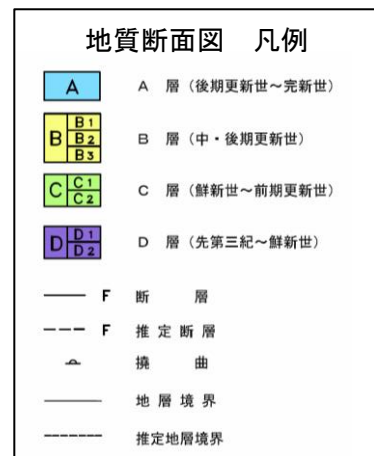 地質断面図 凡例
A A 層(後期更新世~完新世)
B B1 B2 B3 B 層(中・後期更新世)
C C1 C2 C 層(鮮新世~前期更新世)
D D1 D2 D 層(先第三紀~鮮新世)
F 断層
F 推定断層
撓曲
地層境界
推定地層境界